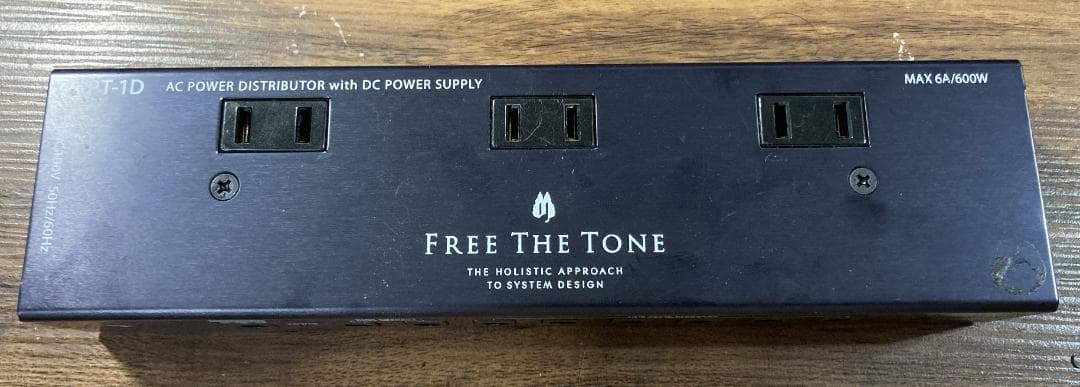 PT-1D AC POWER DISTRIBUTOR with DC POWER SUPPLY
MAX 6A/600W
50Hz/60Hz
FREE THE TONE
THE HOLISTIC APPROACH
TO SYSTEM DESIGN